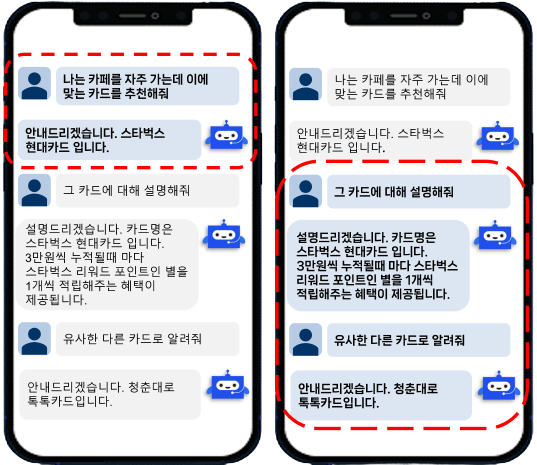 나는 카페를 자주 가는데 이에
맞는 카드를 추천해줘
안내드리겠습니다. 스타벅스
현대카드 입니다.
그 카드에 대해 설명해줘
설명드리겠습니다. 카드명은
스타벅스 현대카드 입니다.
3만원씩 누적될때 마다
스타벅스 리워드 포인트인 별을
1개씩 적립해주는 혜택이
제공됩니다.
유사한 다른 카드로 알려줘
안내드리겠습니다. 청춘대로
톡톡카드입니다.
나는 카페를 자주 가는데 이에
맞는 카드를 추천해줘
안내드리겠습니다. 스타벅스
현대카드 입니다.
그 카드에 대해 설명해줘
설명드리겠습니다. 카드명은
스타벅스 현대카드 입니다.
3만원씩 누적될때 마다 스타벅스
리워드 포인트인 별을 1개씩
적립해주는 혜택이 제공됩니다.
유사한 다른 카드로 알려줘
안내드리겠습니다. 청춘대로
톡톡카드입니다.